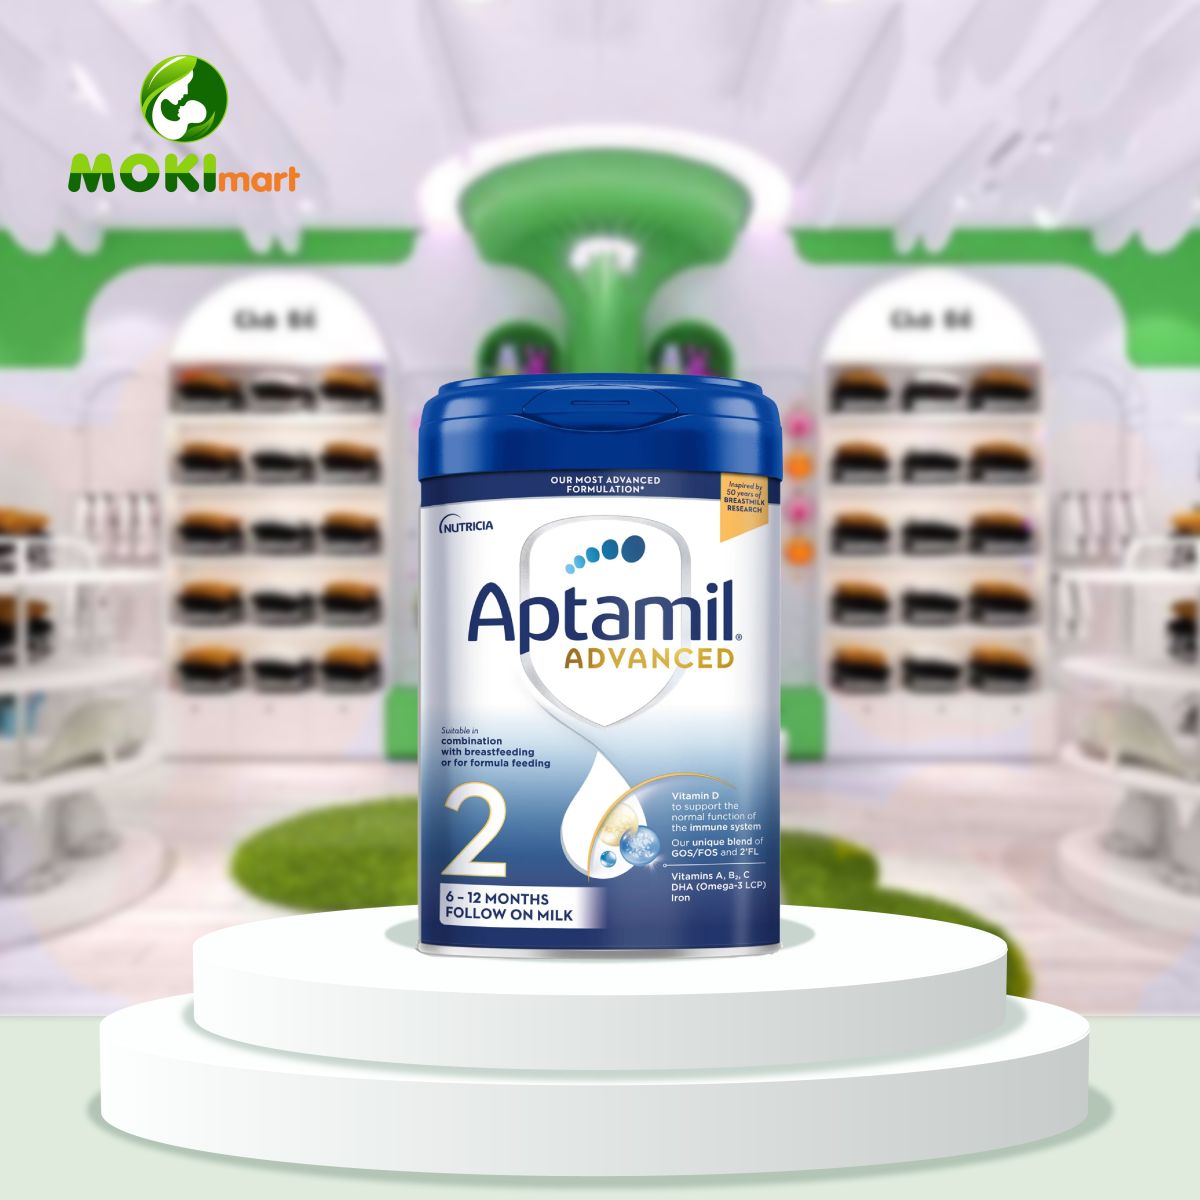 MOKImart
OUR MOST ADVANCED
FORMULATION*
Inspired by
50 years of
BREASTMILK
RESEARCH
NUTRICIA
Aptamil®
ADVANCED
Suitable in
combination
with breastfeeding
or for formula feeding
2
6 – 12 MONTHS
FOLLOW ON MILK
Vitamin D
to support the
normal function of
the immune system
Our unique blend of
GOS/FOS and 2'FL
Vitamins A, B₂, C
DHA (Omega-3 LCP)
Iron